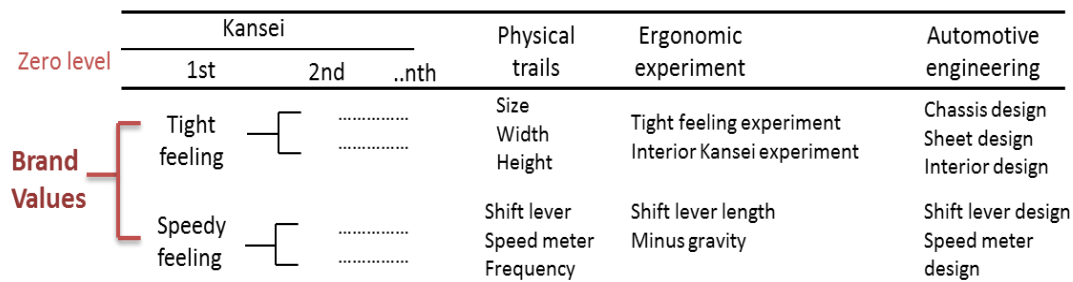 Kansei
Zero level
1st
2nd
..nth
Physical
trails
Ergonomic
experiment
Automotive
engineering
Brand
Values
Tight
feeling
...............
...............
Size
Width
Height
Tight feeling experiment
Interior Kansei experiment
Chassis design
Sheet design
Interior design
Speedy
feeling
...............
...............
Shift lever
Speed meter
Frequency
Shift lever length
Minus gravity
Shift lever design
Speed meter
design